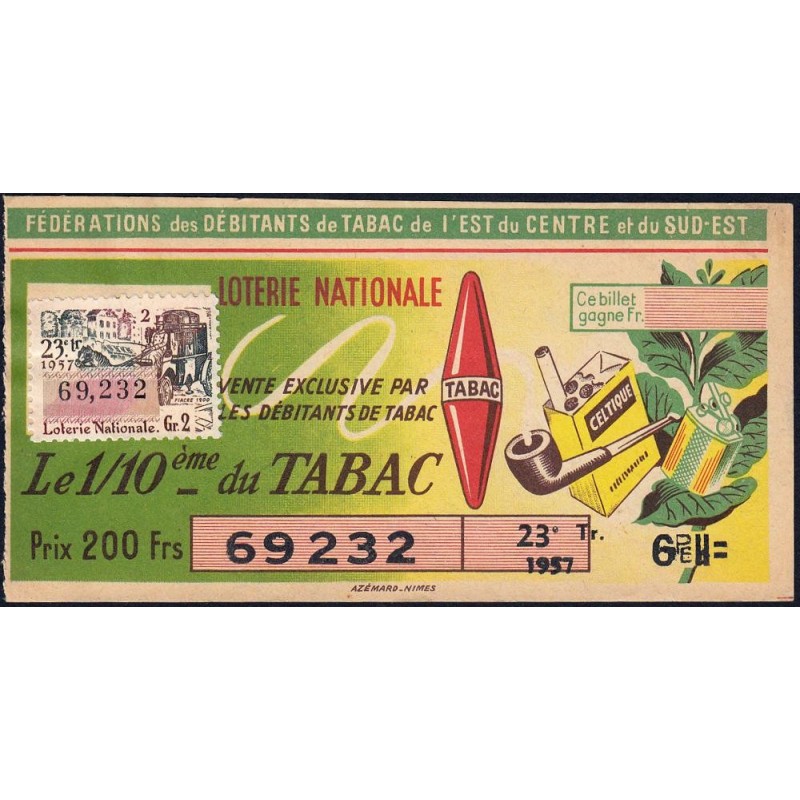 FÉDÉRATIONS des DÉBITANTS de TABAC de l'EST du CENTRE et du SUD-EST
LOTERIE NATIONALE
Ce billet
gagne Fr.
2
23e tr
1957
69,232
FIACRE 1900
Loterie Nationale. Gr. 2
VENTE EXCLUSIVE PAR
LES DÉBITANTS DE TABAC
TABAC
CELTIQUE
Le 1/10ème du TABAC
Prix 200 Frs
69232
23e Tr.
1957
AZÉMARD_NIMES